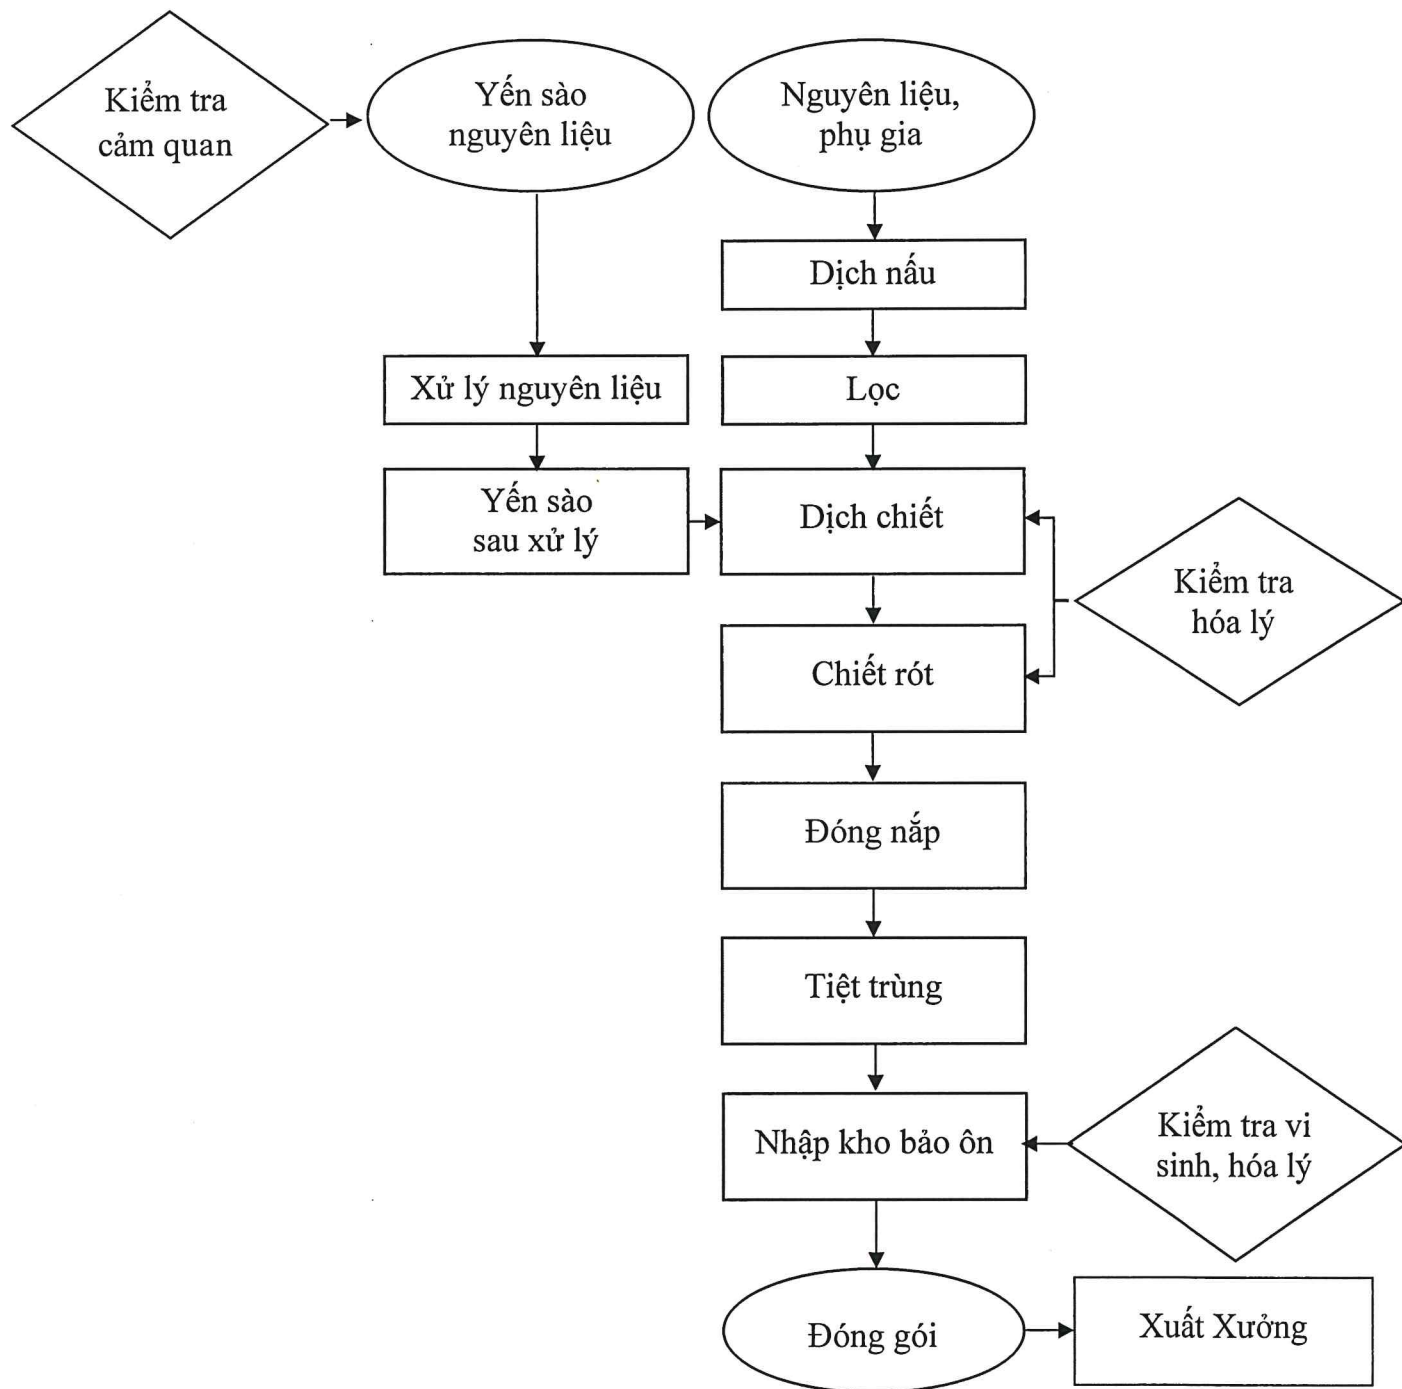 Kiểm tra
cảm quan
Yến sào
nguyên liệu
Nguyên liệu,
phụ gia
Dịch nấu
Xử lý nguyên liệu
Lọc
Yến sào
sau xử lý
Dịch chiết
Kiểm tra
hóa lý
Chiết rót
Đóng nắp
Tiệt trùng
Nhập kho bảo ôn
Kiểm tra vi
sinh, hóa lý
Đóng gói
Xuất Xưởng